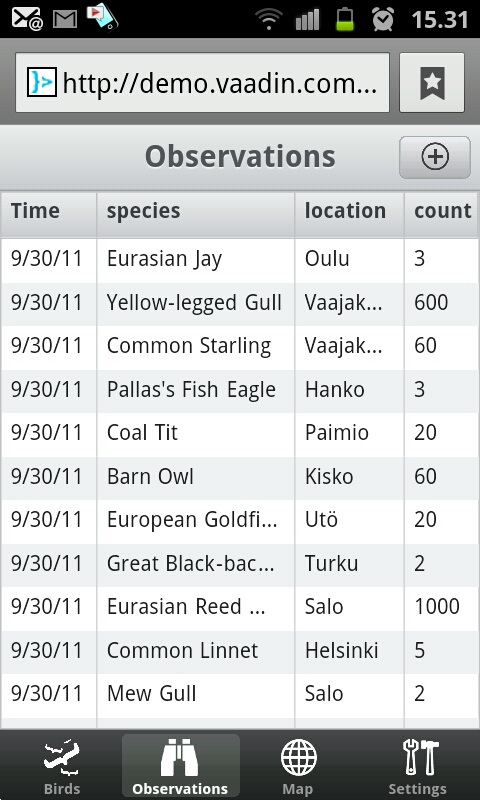 15.31
http://demo.vaadin.com...
Observations
Time species location count
9/30/11 Eurasian Jay Oulu 3
9/30/11 Yellow-legged Gull Vaajak... 600
9/30/11 Common Starling Vaajak... 60
9/30/11 Pallas's Fish Eagle Hanko 3
9/30/11 Coal Tit Paimio 20
9/30/11 Barn Owl Kisko 60
9/30/11 European Goldfi... Utö 20
9/30/11 Great Black-bac... Turku 2
9/30/11 Eurasian Reed ... Salo 1000
9/30/11 Common Linnet Helsinki 5
9/30/11 Mew Gull Salo 2
Birds Observations Map Settings